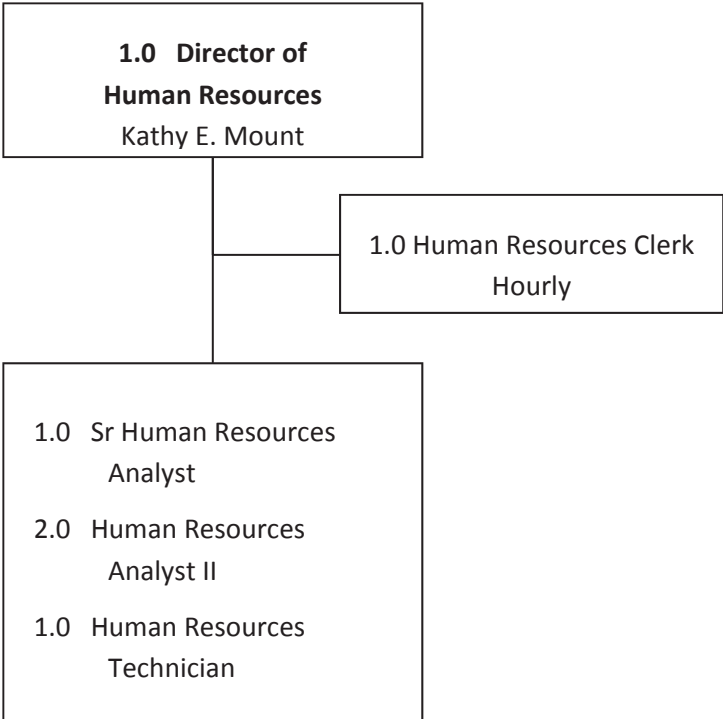 1.0 Director of
Human Resources
Kathy E. Mount
1.0 Human Resources Clerk
Hourly
1.0 Sr Human Resources
Analyst
2.0 Human Resources
Analyst II
1.0 Human Resources
Technician